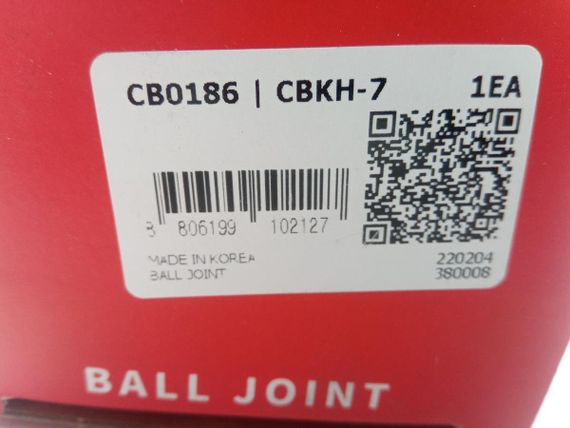 CB0186 | CBKH-7 1EA
8 806199 102127
MADE IN KOREA 220204
BALL JOINT 380008
BALL JOINT